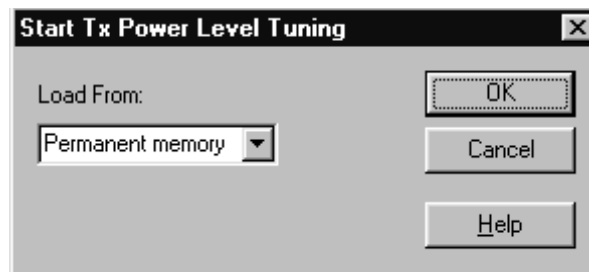 Start Tx Power Level Tuning
Load From:
Permanent memory
OK
Cancel
Help